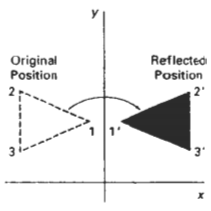 y
Original
Position
Reflected
Position
2
2'
1
1'
3
3'
x